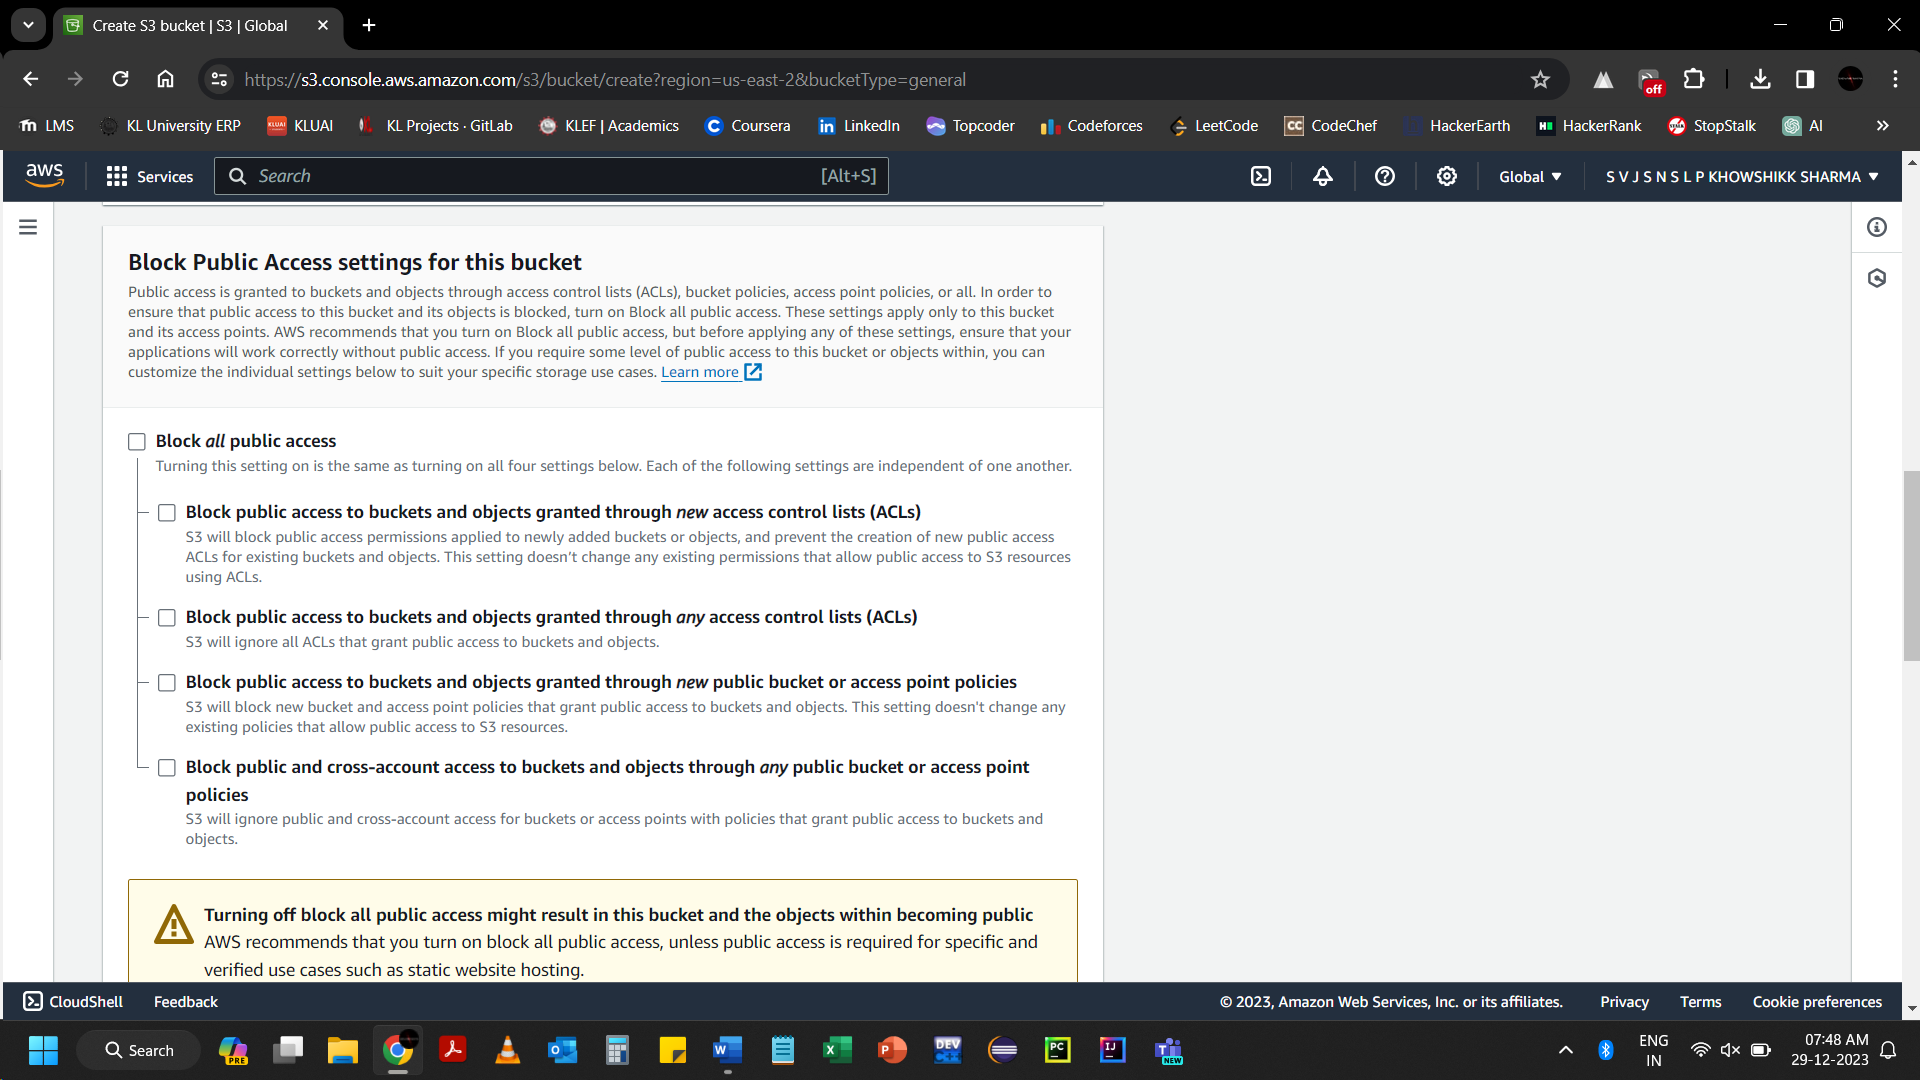 Create S3 bucket | S3 | Global
https://s3.console.aws.amazon.com/s3/bucket/create?region=us-east-2&bucketType=general
off
LMS
KL University ERP
KLUAI
KLUAI
KL Projects · GitLab
KLEF | Academics
Coursera
LinkedIn
Topcoder
Codeforces
LeetCode
CC
CodeChef
HackerEarth
HackerRank
StopStalk
AI
aws
Services
Search
[Alt+S]
Global
S V J S N S L P KHOWSHIKK SHARMA
Block Public Access settings for this bucket
Public access is granted to buckets and objects through access control lists (ACLs), bucket policies, access point policies, or all. In order to
ensure that public access to this bucket and its objects is blocked, turn on Block all public access. These settings apply only to this bucket
and its access points. AWS recommends that you turn on Block all public access, but before applying any of these settings, ensure that your
applications will work correctly without public access. If you require some level of public access to this bucket or objects within, you can
customize the individual settings below to suit your specific storage use cases. Learn more
Block all public access
Turning this setting on is the same as turning on all four settings below. Each of the following settings are independent of one another.
Block public access to buckets and objects granted through new access control lists (ACLs)
S3 will block public access permissions applied to newly added buckets or objects, and prevent the creation of new public access
ACLs for existing buckets and objects. This setting doesn’t change any existing permissions that allow public access to S3 resources
using ACLs.
Block public access to buckets and objects granted through any access control lists (ACLs)
S3 will ignore all ACLs that grant public access to buckets and objects.
Block public access to buckets and objects granted through new public bucket or access point policies
S3 will block new bucket and access point policies that grant public access to buckets and objects. This setting doesn't change any
existing policies that allow public access to S3 resources.
Block public and cross-account access to buckets and objects through any public bucket or access point
policies
S3 will ignore public and cross-account access for buckets or access points with policies that grant public access to buckets and
objects.
Turning off block all public access might result in this bucket and the objects within becoming public
AWS recommends that you turn on block all public access, unless public access is required for specific and
verified use cases such as static website hosting.
CloudShell
Feedback
© 2023, Amazon Web Services, Inc. or its affiliates.
Privacy
Terms
Cookie preferences
Search
PRE
DEV
PC
IJ
NEW
ENG
IN
07:48 AM
29-12-2023